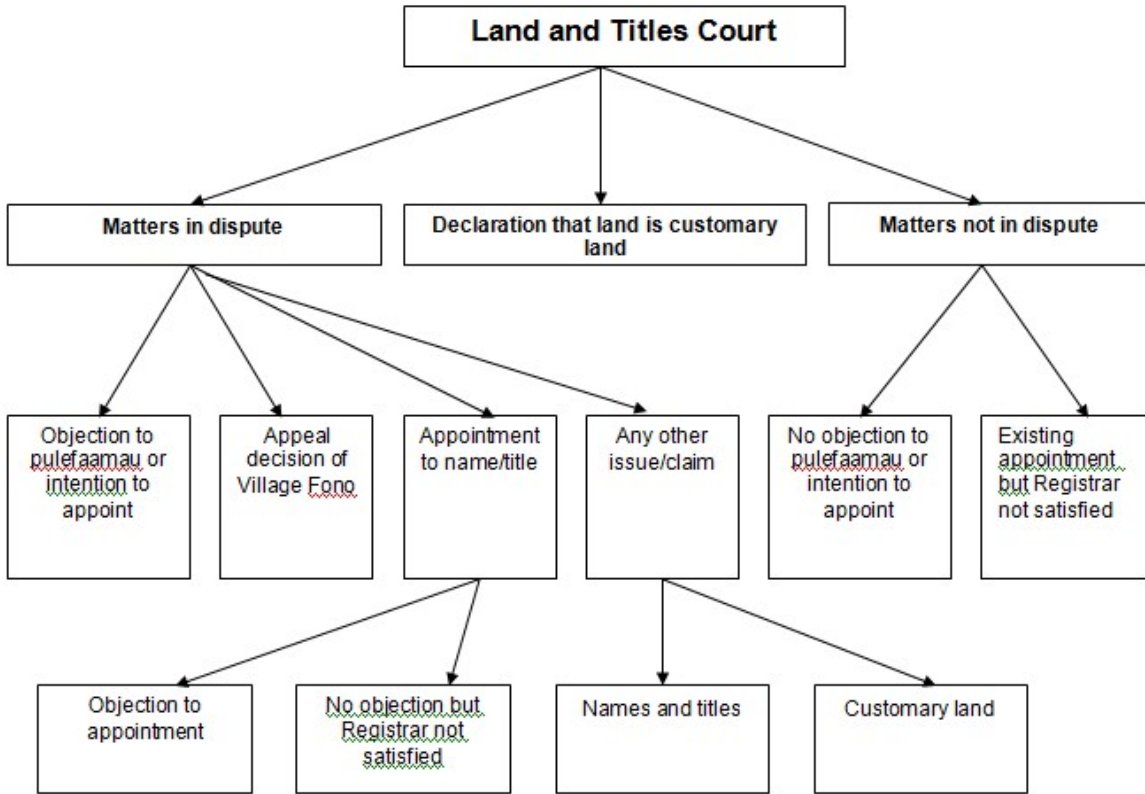 Land and Titles Court
Matters in dispute
Declaration that land is customary
land
Matters not in dispute
Objection to
pulefaamau or
intention to
appoint
Appeal
decision of
Village Fono
Appointment
to name/title
Any other
issue/claim
No objection to
pulefaamau or
intention to
appoint
Existing
appointment
but Registrar
not satisfied
Objection to
appointment
No objection but
Registrar not
satisfied
Names and titles
Customary land